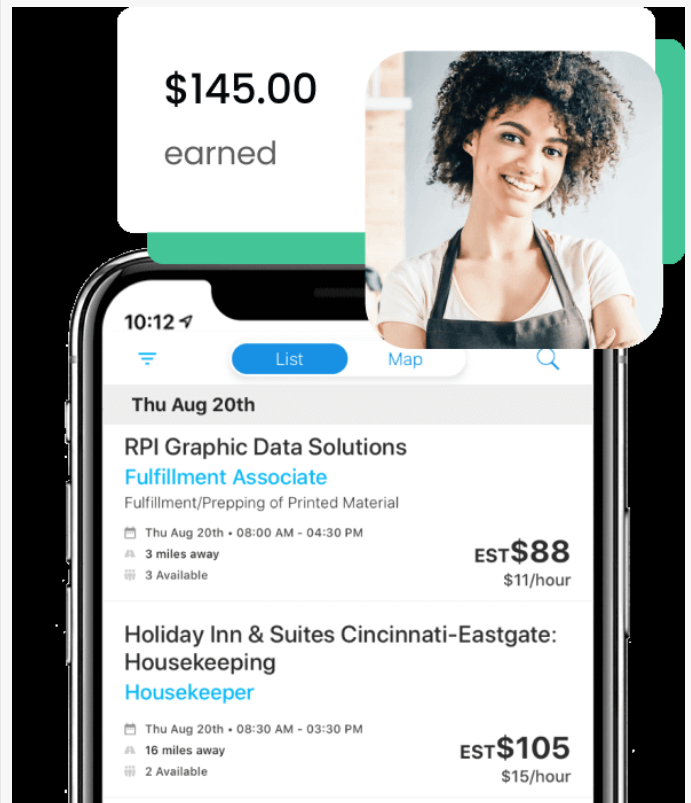 $145.00
earned
10:12
List
Map
Thu Aug 20th
RPI Graphic Data Solutions
Fulfillment Associate
Fulfillment/Prepping of Printed Material
Thu Aug 20th • 08:00 AM - 04:30 PM
3 miles away
3 Available
EST$88
$11/hour
Holiday Inn & Suites Cincinnati-Eastgate:
Housekeeping
Housekeeper
Thu Aug 20th • 08:30 AM - 03:30 PM
16 miles away
2 Available
EST$105
$15/hour